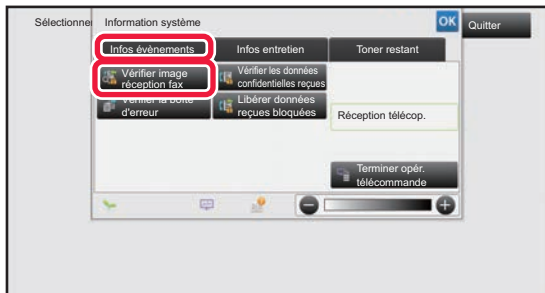 Sélectionne
Information système
OK
Quitter
Infos évènements
Infos entretien
Toner restant
Vérifier image
réception fax
Vérifier les données
confidentielles reçues
Vérifier la boîte
d'erreur
Libérer données
reçues bloquées
Réception télécop.
Terminer opér.
télécommande